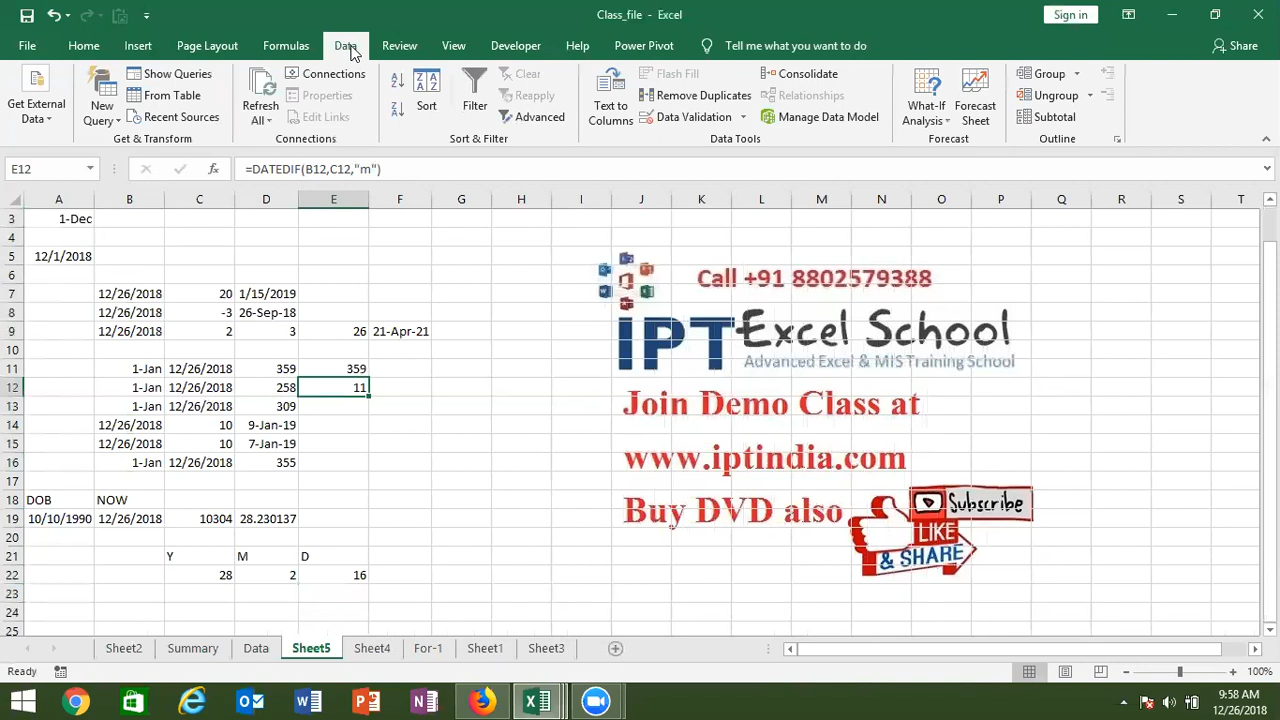 Class_file - Excel
Sign in
File Home Insert Page Layout Formulas Data Review View Developer Help Power Pivot Tell me what you want to do Share
Get External Data
New Query
Show Queries
From Table
Recent Sources
Get & Transform
Refresh All
Connections
Properties
Edit Links
Connections
Sort
Filter
Clear
Reapply
Advanced
Sort & Filter
Text to Columns
Flash Fill
Remove Duplicates
Data Validation
Consolidate
Relationships
Manage Data Model
Data Tools
What-If Analysis
Forecast Sheet
Forecast
Group
Ungroup
Subtotal
Outline
E12 fx =DATEDIF(B12,C12,"m")
A B C D E F G H I J K L M N O P Q R S T
3 1-Dec
4
5 12/1/2018
6
7 12/26/2018 20 1/15/2019
8 12/26/2018 -3 26-Sep-18
9 12/26/2018 2 3 26 21-Apr-21
10
11 1-Jan 12/26/2018 359 359
12 1-Jan 12/26/2018 258 11
13 1-Jan 12/26/2018 309
14 12/26/2018 10 9-Jan-19
15 12/26/2018 10 7-Jan-19
16 1-Jan 12/26/2018 355
17
18 DOB NOW
19 10/10/1990 12/26/2018 10304 28.230137
20
21 Y M D
22 28 2 16
23
24
25
Call +91 8802579388
IPT Excel School
Advanced Excel & MIS Training School
Join Demo Class at
www.iptindia.com
Buy DVD also
Subscribe
LIKE
& SHARE
Sheet2 Summary Data Sheet5 Sheet4 For-1 Sheet1 Sheet3
Ready
100%
9:58 AM
12/26/2018